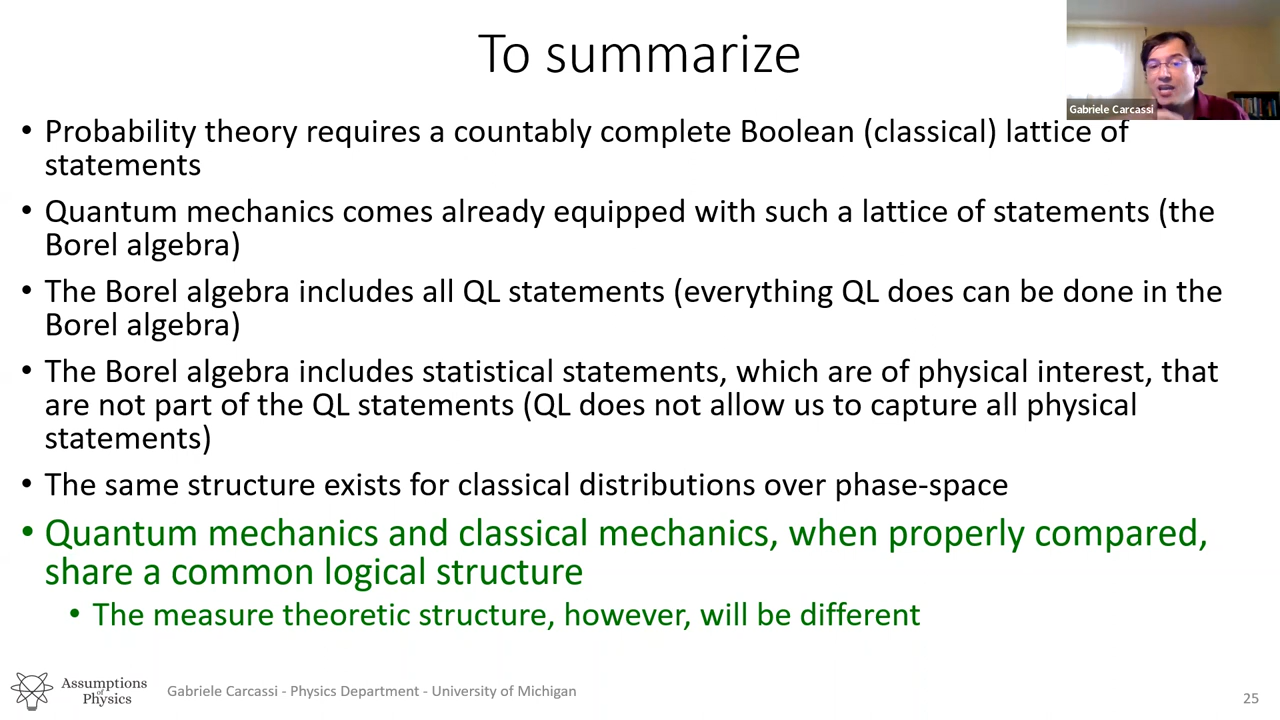 To summarize
Gabriele Carcassi
• Probability theory requires a countably complete Boolean (classical) lattice of
statements
• Quantum mechanics comes already equipped with such a lattice of statements (the
Borel algebra)
• The Borel algebra includes all QL statements (everything QL does can be done in the
Borel algebra)
• The Borel algebra includes statistical statements, which are of physical interest, that
are not part of the QL statements (QL does not allow us to capture all physical
statements)
• The same structure exists for classical distributions over phase-space
• Quantum mechanics and classical mechanics, when properly compared,
share a common logical structure
• The measure theoretic structure, however, will be different
Assumptions
of
Physics
Gabriele Carcassi - Physics Department - University of Michigan
25